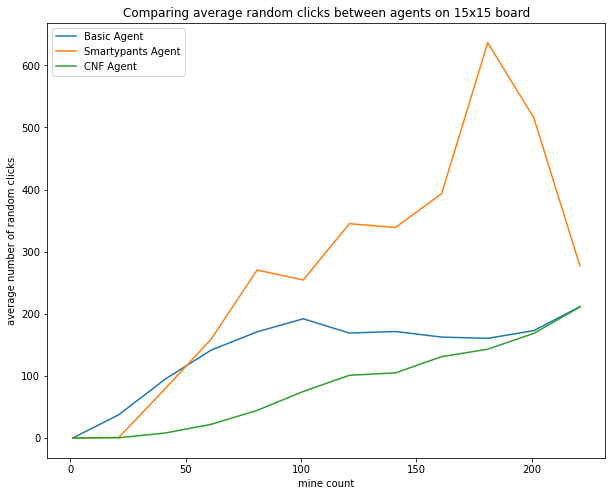 Comparing average random clicks between agents on 15x15 board
Basic Agent
Smartypants Agent
CNF Agent
average number of random clicks
600
500
400
300
200
100
0
0
50
100
150
200
mine count